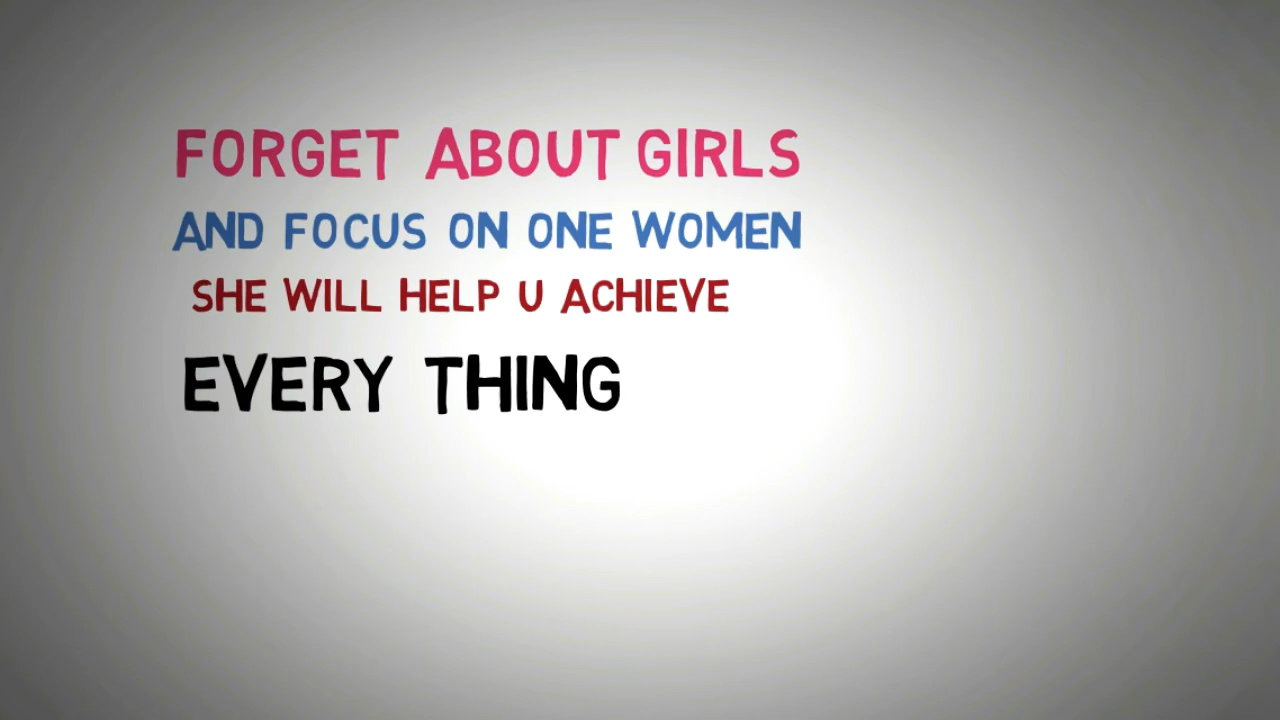 FORGET ABOUT GIRLS
AND FOCUS ON ONE WOMEN
SHE WILL HELP U ACHIEVE
EVERY THING